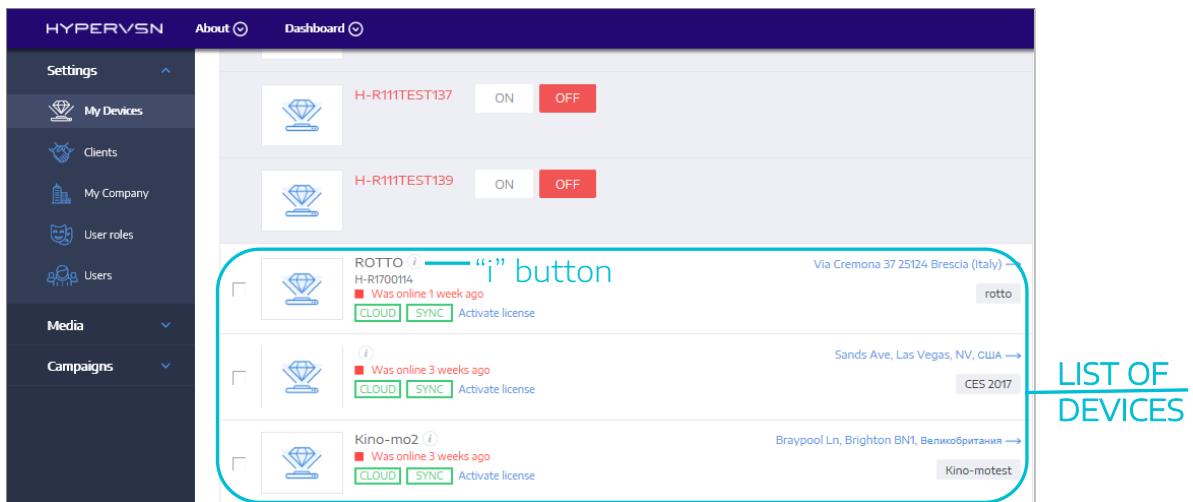 HYPERVSN About Dashboard
Settings
My Devices
Clients
My Company
User roles
Users
Media
Campaigns
H-R111TEST137 ON OFF
H-R111TEST139 ON OFF
ROTTO i “i” button Via Cremona 37 25124 Brescia (Italy) →
H-R1700114
Was online 1 week ago rotto
CLOUD SYNC Activate license
i Sands Ave, Las Vegas, NV, США →
Was online 3 weeks ago
CLOUD SYNC Activate license CES 2017
Kino-mo2 i Braypool Ln, Brighton BN1, Великобритания →
Was online 3 weeks ago
CLOUD SYNC Activate license Kino-motest
LIST OF
DEVICES